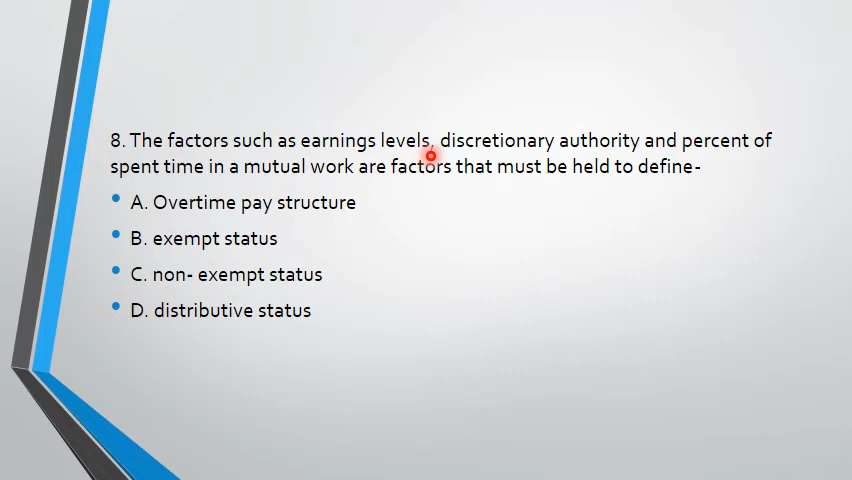 8. The factors such as earnings levels, discretionary authority and percent of
spent time in a mutual work are factors that must be held to define-
A. Overtime pay structure
B. exempt status
C. non- exempt status
D. distributive status